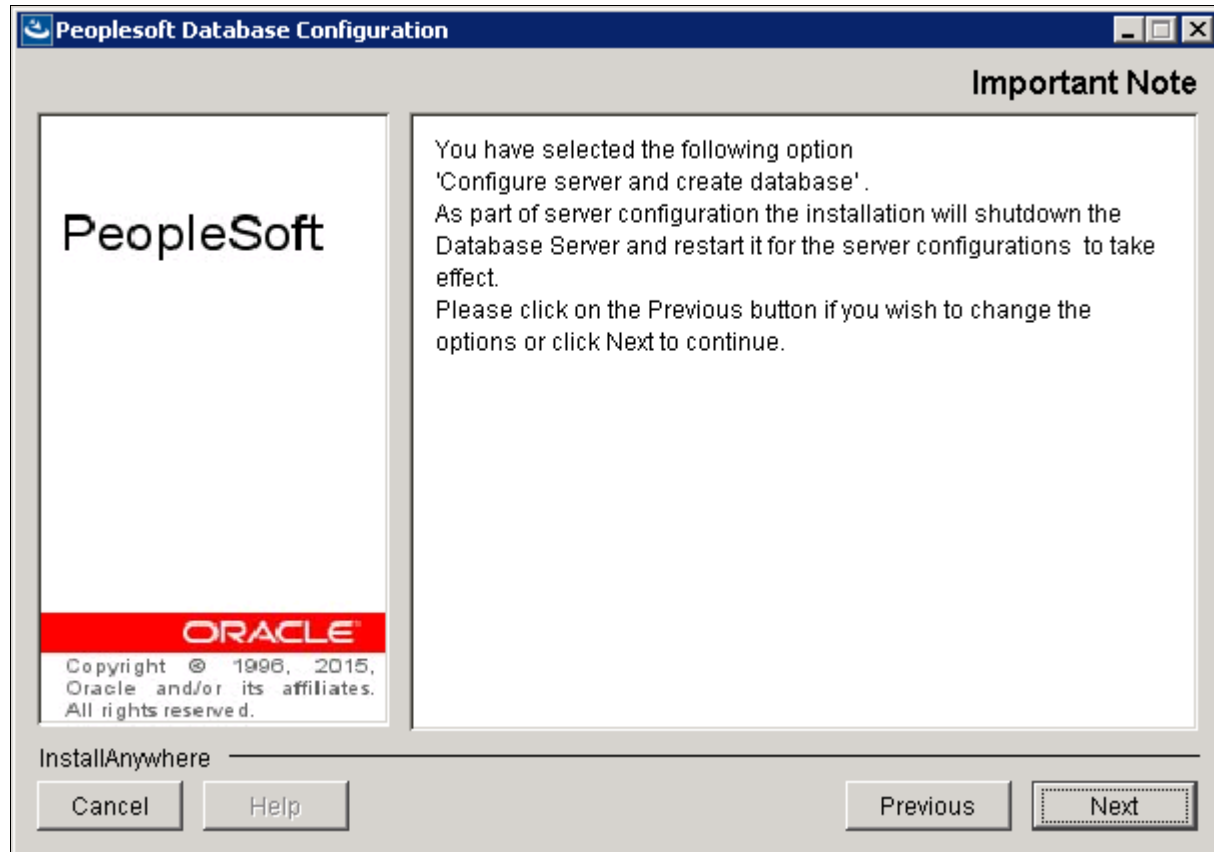 Peoplesoft Database Configuration
Important Note
PeopleSoft
ORACLE
Copyright © 1996, 2015,
Oracle and/or its affiliates.
All rights reserved.
You have selected the following option
'Configure server and create database' .
As part of server configuration the installation will shutdown the
Database Server and restart it for the server configurations to take
effect.
Please click on the Previous button if you wish to change the
options or click Next to continue.
InstallAnywhere
Cancel
Help
Previous
Next